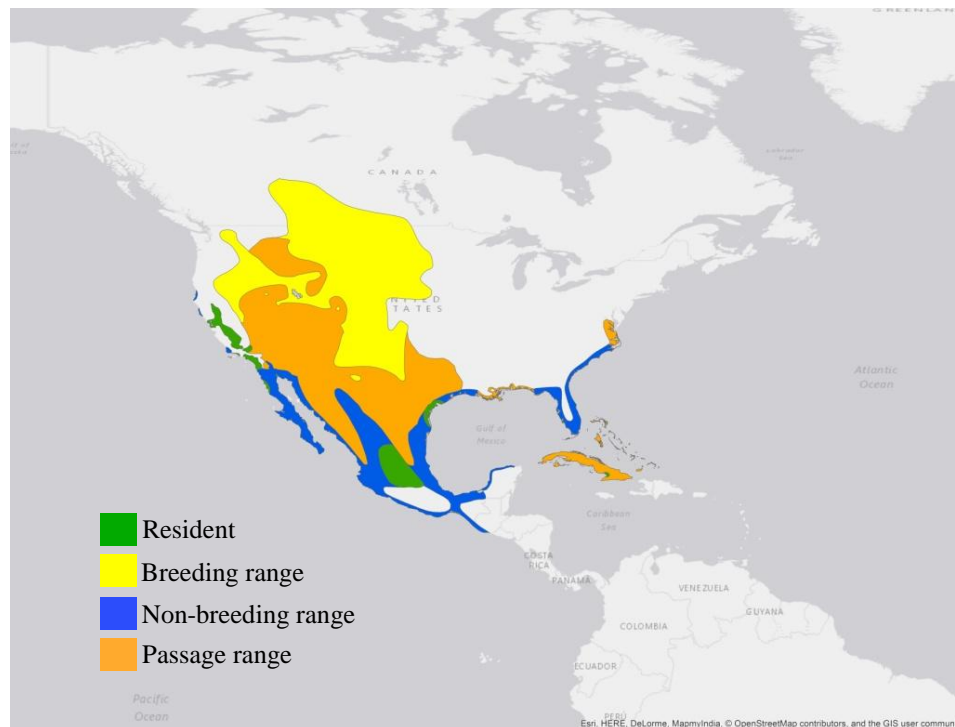 GREENLAN
CANADA
UNITED
STATES
Atlantic
Ocean
Gulf of
Mexico
Caribbean
Sea
Resident
Breeding range
Non-breeding range
Passage range
COSTA
RICA
PANAMA
VENEZUELA
GUYANA
COLOMBIA
ECUADOR
PERÚ
Pacific
Ocean
Esri, HERE, DeLorme, MapmyIndia, © OpenStreetMap contributors, and the GIS user commun